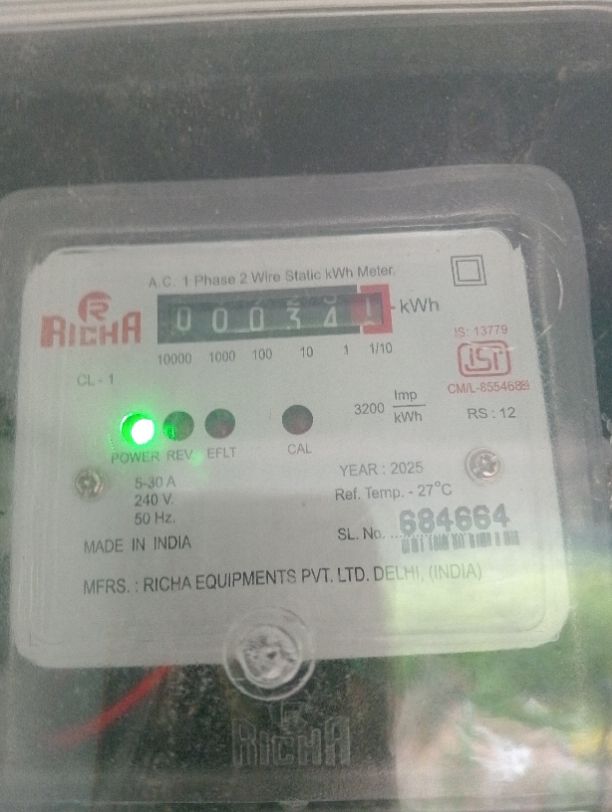 A.C. 1 Phase 2 Wire Static kWh Meter.
RICHA
0 0 0 3 4 1 kWh
10000 1000 100 10 1 1/10
IS: 13779
ISI
CM/L-8554688
CL - 1
3200 Imp/kWh
RS : 12
POWER REV EFLT CAL
5-30 A
240 V.
50 Hz.
YEAR : 2025
Ref. Temp. - 27°C
MADE IN INDIA
SL. No. 684664
MFRS. : RICHA EQUIPMENTS PVT. LTD. DELHI, (INDIA)
RICHA